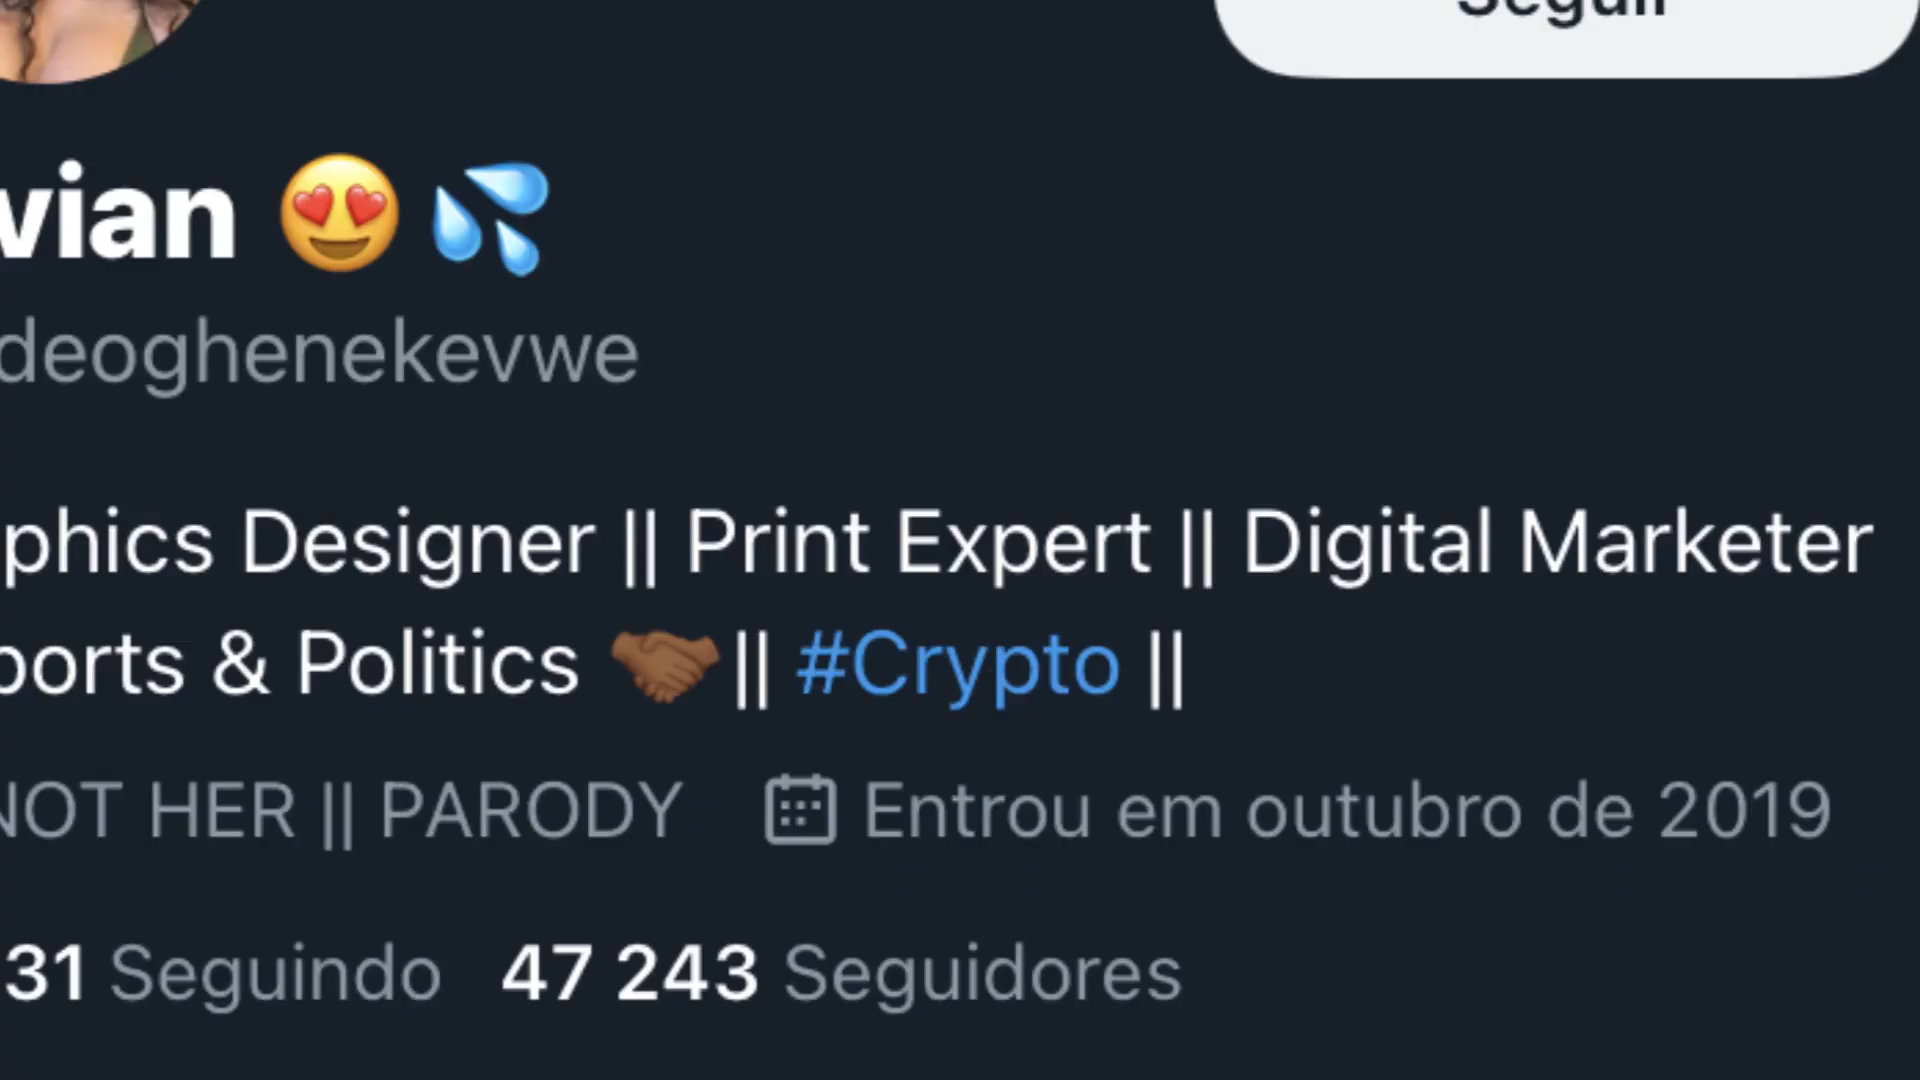 Seguir
vian 😍 💦
deoghenekevwe
phics Designer || Print Expert || Digital Marketer
ports & Politics 🤝🏾|| #Crypto ||
NOT HER || PARODY Entrou em outubro de 2019
31 Seguindo 47 243 Seguidores